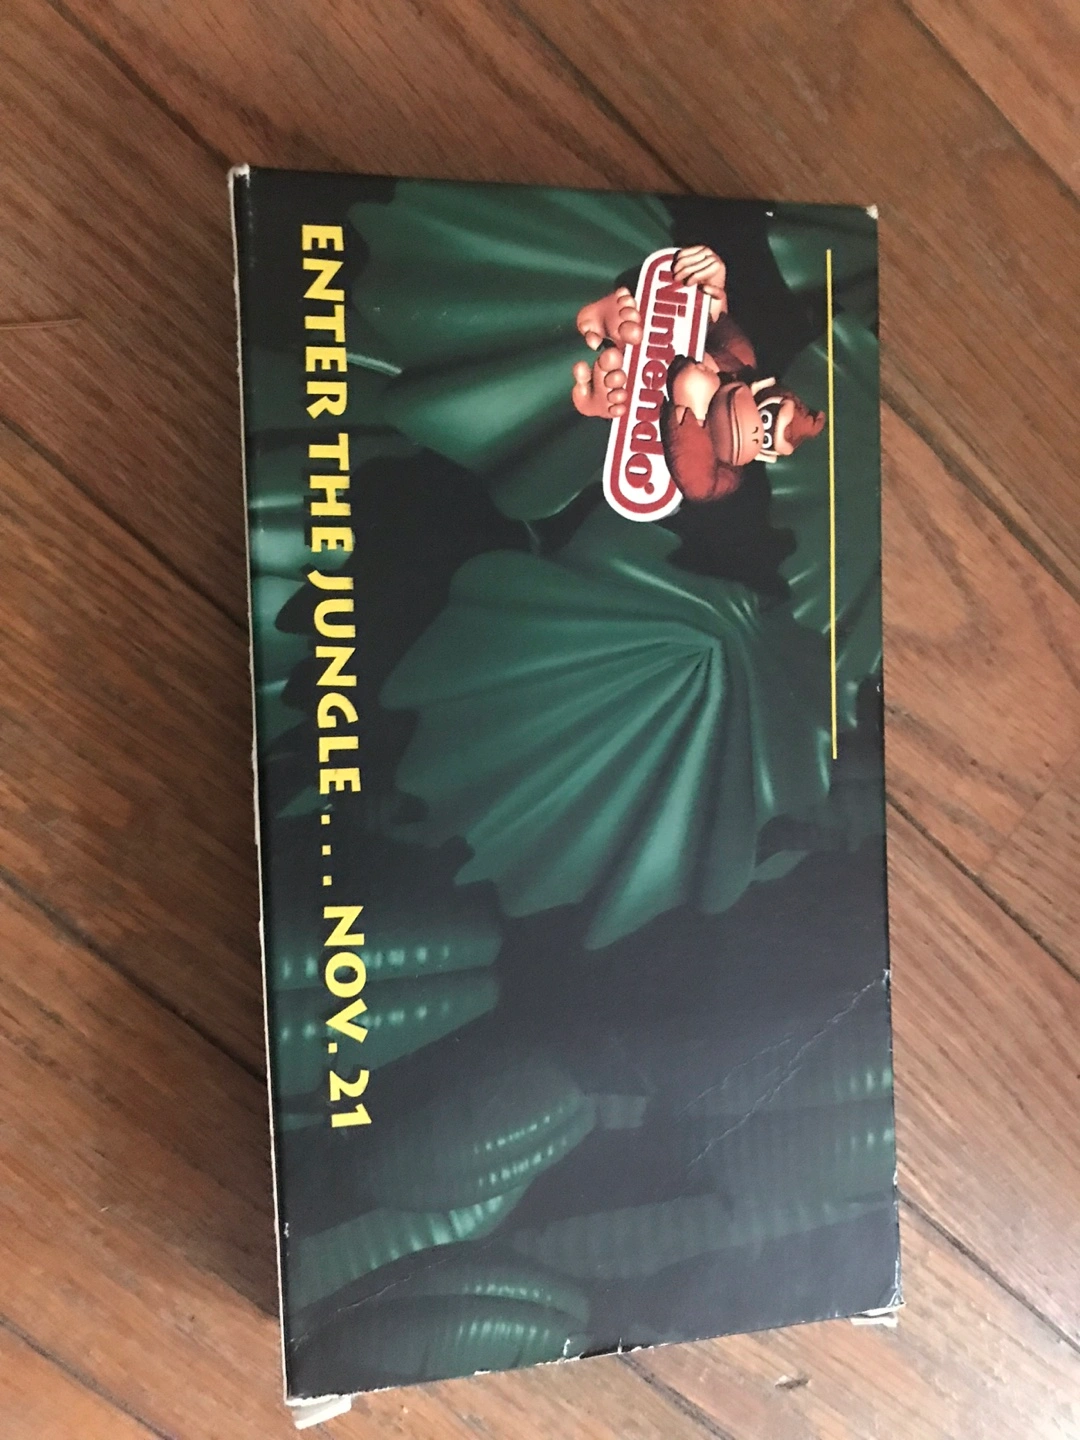 Nintendo®
ENTER THE JUNGLE . . . NOV. 21